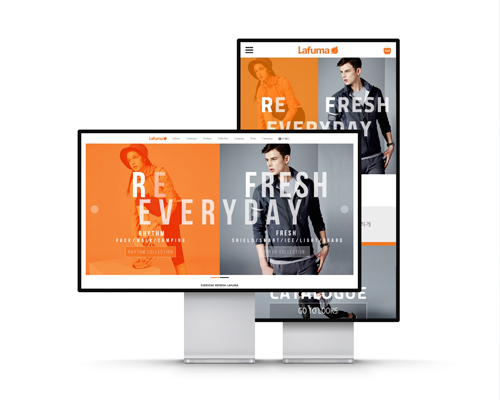 Lafuma
RE FRESH
EVERYDAY
CATALOGUE
GO TO LOOKS
Lafuma
RE FRESH
EVERYDAY
RHYTHM
PACK/WALK/CAMPING
RHYTHM COLLECTION
FRESH
SHIELD/SMART/ICE/LIGHT/GUARD
FRESH COLLECTION
EVERYDAY REFRESH LAFUMA